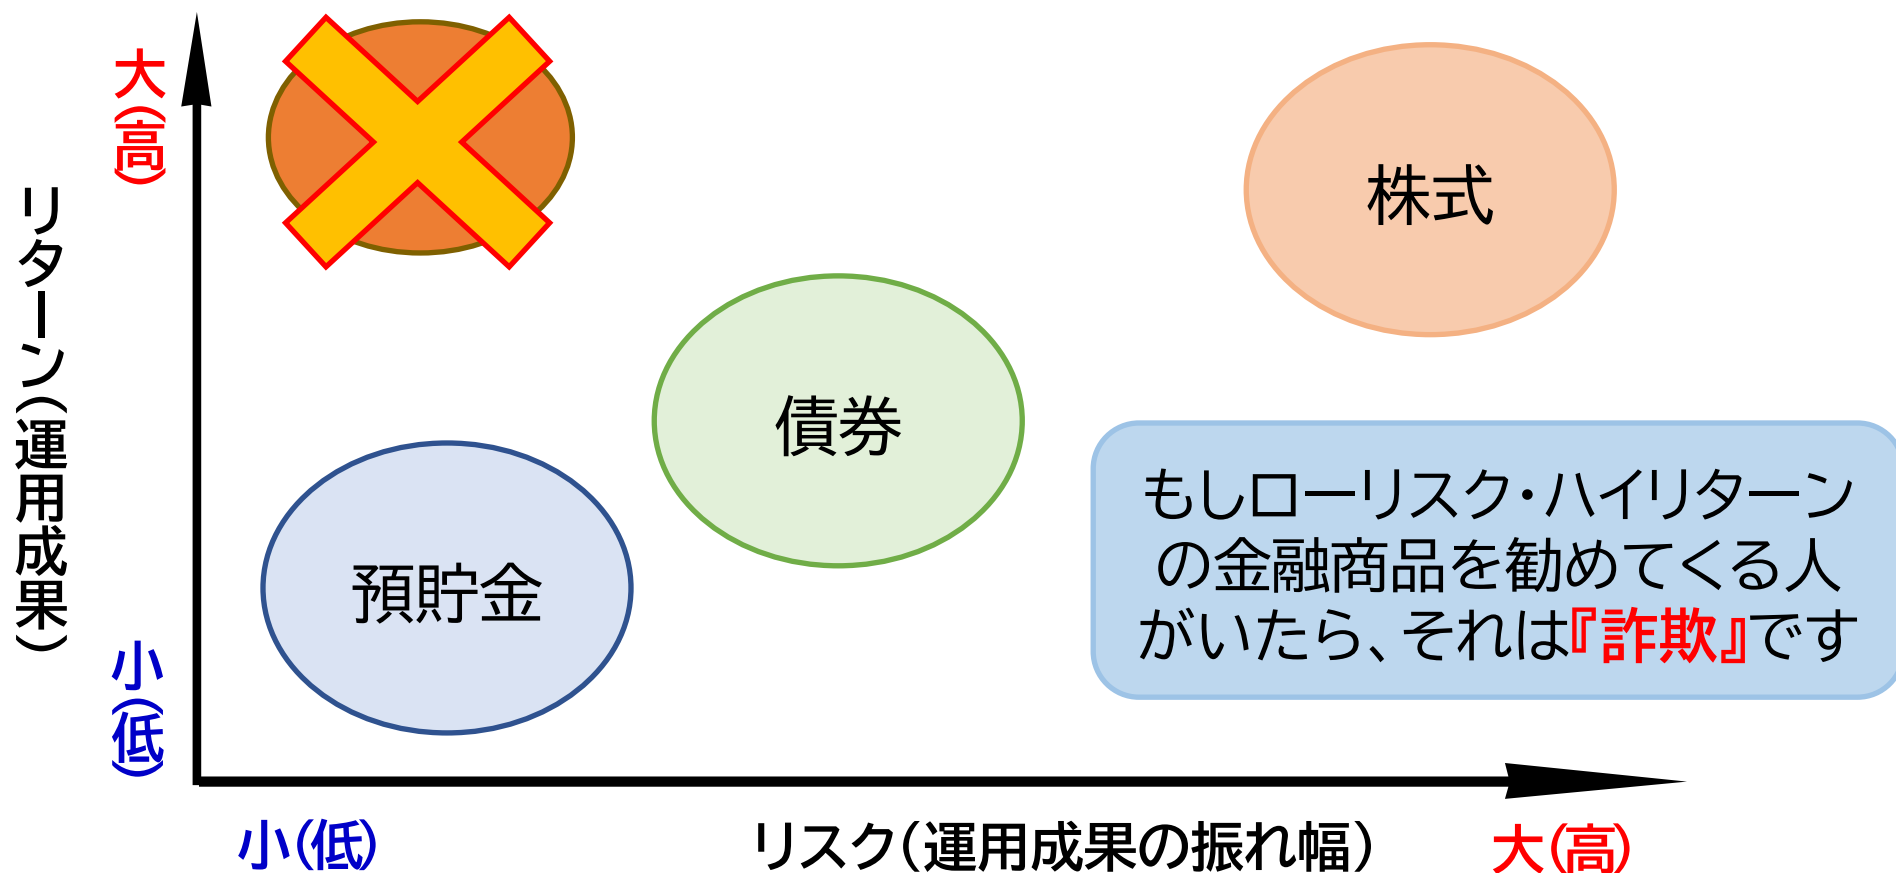 大(高)
リターン(運用成果)
小(低)
株式
債券
預貯金
もしローリスク・ハイリターン
の金融商品を勧めてくる人
がいたら、それは『詐欺』です
小(低)
リスク(運用成果の振れ幅)
大(高)